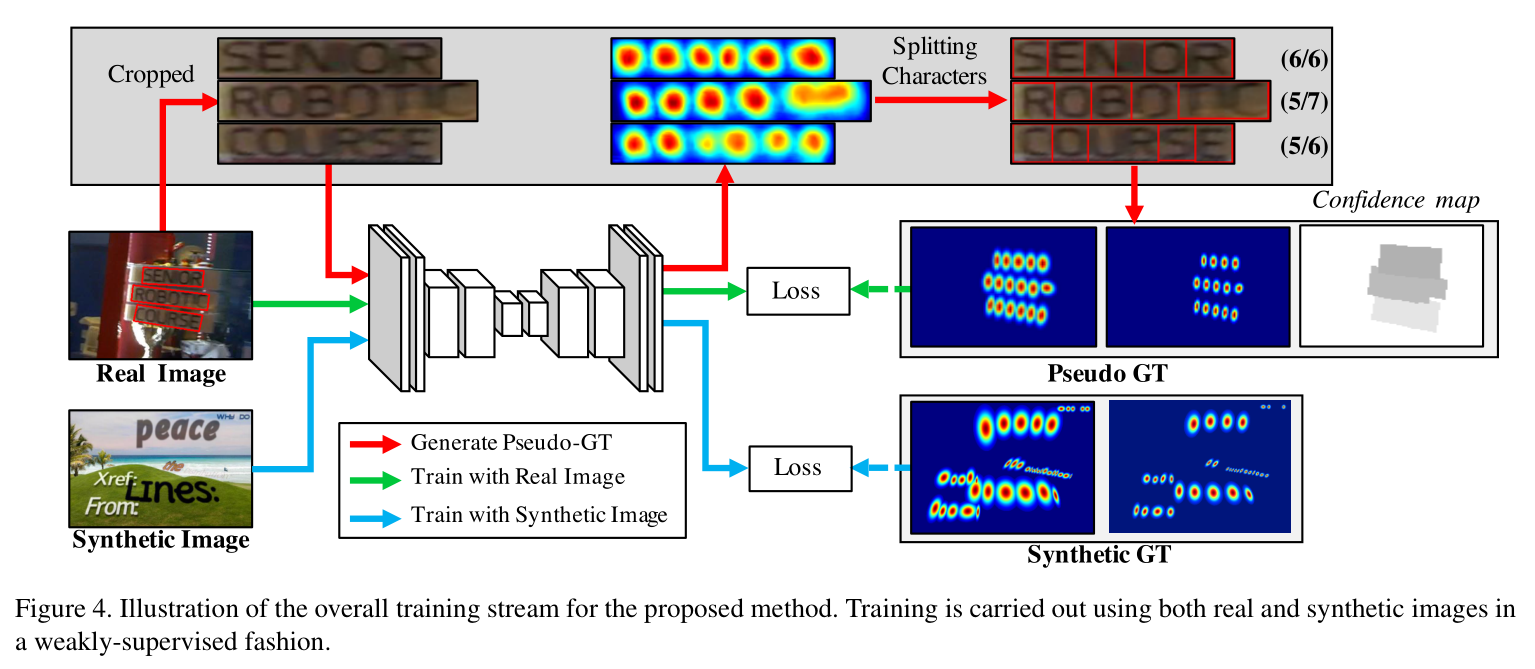 Cropped
SENIOR
ROBOTIC
COURSE
Splitting
Characters
SENIOR
ROBOTIC
COURSE
(6/6)
(5/7)
(5/6)
Confidence map
SENIOR
ROBOTIC
COURSE
Real Image
Loss
Pseudo GT
WHY DO
peace
the
Xref:
Lines:
From:
Synthetic Image
Generate Pseudo-GT
Train with Real Image
Train with Synthetic Image
Loss
Synthetic GT
Figure 4. Illustration of the overall training stream for the proposed method. Training is carried out using both real and synthetic images in
a weakly-supervised fashion.